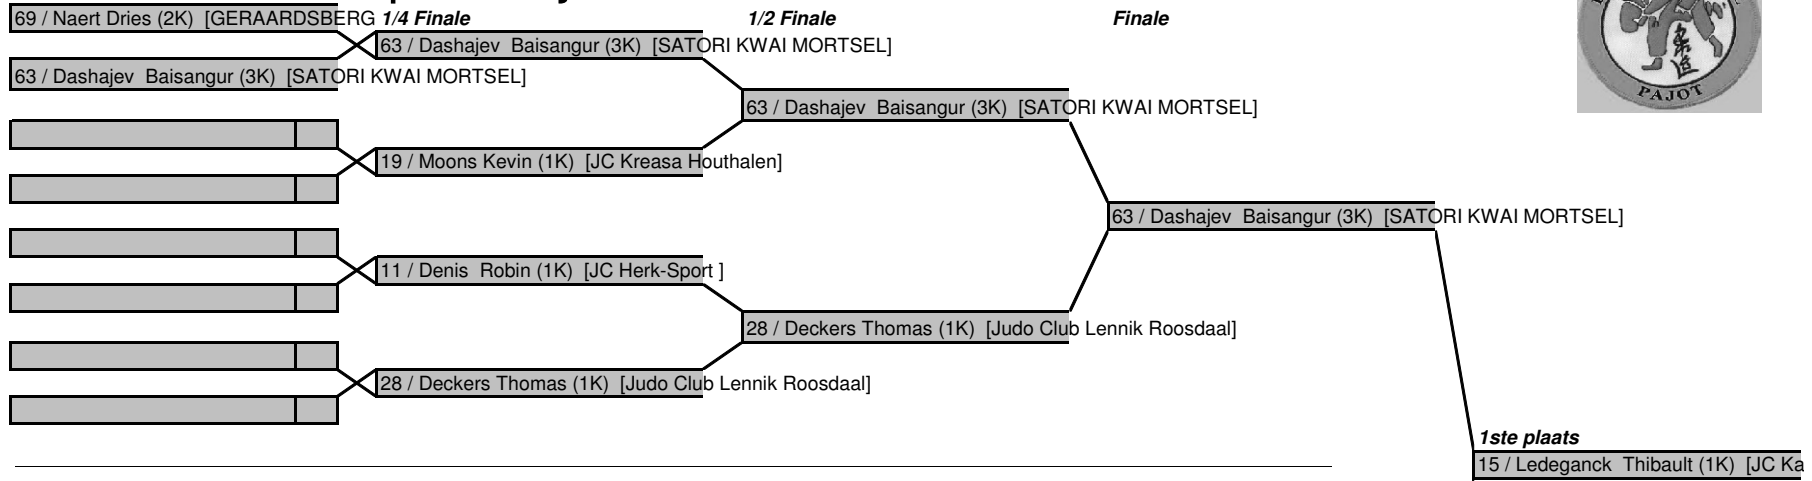 69 / Naert Dries (2K) [GERAARDSBERG
1/4 Finale
1/2 Finale
Finale
63 / Dashajev Baisangur (3K) [SATORI KWAI MORTSEL]
63 / Dashajev Baisangur (3K) [SATORI KWAI MORTSEL]
63 / Dashajev Baisangur (3K) [SATORI KWAI MORTSEL]
PAJOT
19 / Moons Kevin (1K) [JC Kreasa Houthalen]
63 / Dashajev Baisangur (3K) [SATORI KWAI MORTSEL]
11 / Denis Robin (1K) [JC Herk-Sport ]
28 / Deckers Thomas (1K) [Judo Club Lennik Roosdaal]
28 / Deckers Thomas (1K) [Judo Club Lennik Roosdaal]
1ste plaats
15 / Ledeganck Thibault (1K) [JC Ka